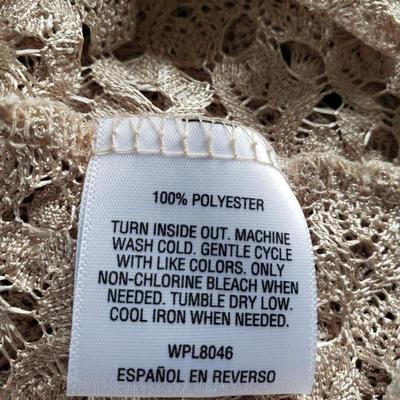 100% POLYESTER
TURN INSIDE OUT. MACHINE
WASH COLD. GENTLE CYCLE
WITH LIKE COLORS. ONLY
NON-CHLORINE BLEACH WHEN
NEEDED. TUMBLE DRY LOW.
COOL IRON WHEN NEEDED.
WPL8046
ESPAÑOL EN REVERSO